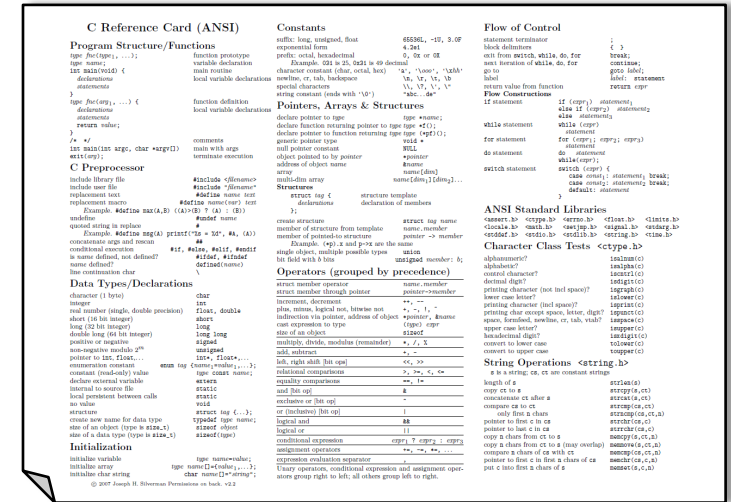 C Reference Card (ANSI)
Program Structure/Functions
type fnc(type1, ...); function prototype
type name; variable declaration
int main(void) { main routine
declarations local variable declarations
statements
}
type fnc(arg1, ...) { function definition
declarations local variable declarations
statements
return value;
}
/* */ comments
int main(int argc, char *argv[]) main with args
exit(arg); terminate execution
C Preprocessor
include library file #include <filename>
include user file #include "filename"
replacement text #define name text
replacement macro #define name(var) text
Example. #define max(A,B) ((A)>(B) ? (A) : (B))
undefine #undef name
quoted string in replace #
Example. #define msg(A) printf("%s = %d", #A, (A))
concatenate args and rescan ##
conditional execution #if, #else, #elif, #endif
is name defined, not defined? #ifdef, #ifndef
name defined? defined(name)
line continuation char \
Data Types/Declarations
character (1 byte) char
integer int
real number (single, double precision) float, double
short (16 bit integer) short
long (32 bit integer) long
double long (64 bit integer) long long
positive or negative signed
non-negative modulo 2^m unsigned
pointer to int, float,... int*, float*,...
enumeration constant enum tag {name1=value1,...};
constant (read-only) value type const name;
declare external variable extern
internal to source file static
local persistent between calls static
no value void
structure struct tag {...};
create new name for data type typedef type name;
size of an object (type is size_t) sizeof object
size of a data type (type is size_t) sizeof(type)
Initialization
initialize variable type name=value;
initialize array type name[]={value1,...};
initialize char string char name[]="string";
© 2007 Joseph H. Silverman Permissions on back. v2.2
Constants
suffix: long, unsigned, float 65536L, -1U, 3.0F
exponential form 4.2e1
prefix: octal, hexadecimal 0, 0x or 0X
Example. 031 is 25, 0x31 is 49 decimal
character constant (char, octal, hex) 'a', '\ooo', '\xhh'
newline, cr, tab, backspace \n, \r, \t, \b
special characters \\, \?, \', \"
string constant (ends with '\0') "abc...de"
Pointers, Arrays & Structures
declare pointer to type type *name;
declare function returning pointer to type type *f();
declare pointer to function returning type type (*pf)();
generic pointer type void *
null pointer constant NULL
object pointed to by pointer *pointer
address of object name &name
array name[dim]
multi-dim array name[dim1][dim2]...
Structures
struct tag { structure template
declarations declaration of members
};
create structure struct tag name
member of structure from template name.member
member of pointed-to structure pointer -> member
Example. (*p).x and p->x are the same
single object, multiple possible types union
bit field with b bits unsigned member: b;
Operators (grouped by precedence)
struct member operator name.member
struct member through pointer pointer->member
increment, decrement ++, --
plus, minus, logical not, bitwise not +, -, !, ~
indirection via pointer, address of object *pointer, &name
cast expression to type (type) expr
size of an object sizeof
multiply, divide, modulus (remainder) *, /, %
add, subtract +, -
left, right shift [bit ops] <<, >>
relational comparisons >, >=, <, <=
equality comparisons ==, !=
and [bit op] &
exclusive or [bit op] ^
or (inclusive) [bit op] |
logical and &&
logical or ||
conditional expression expr1 ? expr2 : expr3
assignment operators +=, -=, *=, ...
expression evaluation separator ,
Unary operators, conditional expression and assignment oper-
ators group right to left; all others group left to right.
Flow of Control
statement terminator ;
block delimiters { }
exit from switch, while, do, for break;
next iteration of while, do, for continue;
go to goto label;
label label: statement
return value from function return expr
Flow Constructions
if statement if (expr1) statement1
else if (expr2) statement2
else statement3
while statement while (expr)
statement
for statement for (expr1; expr2; expr3)
statement
do statement do statement
while(expr);
switch statement switch (expr) {
case const1: statement1 break;
case const2: statement2 break;
default: statement
}
ANSI Standard Libraries
<assert.h> <ctype.h> <errno.h> <float.h> <limits.h>
<locale.h> <math.h> <setjmp.h> <signal.h> <stdarg.h>
<stddef.h> <stdio.h> <stdlib.h> <string.h> <time.h>
Character Class Tests <ctype.h>
alphanumeric? isalnum(c)
alphabetic? isalpha(c)
control character? iscntrl(c)
decimal digit? isdigit(c)
printing character (not incl space)? isgraph(c)
lower case letter? islower(c)
printing character (incl space)? isprint(c)
printing char except space, letter, digit? ispunct(c)
space, formfeed, newline, cr, tab, vtab? isspace(c)
upper case letter? isupper(c)
hexadecimal digit? isxdigit(c)
convert to lower case tolower(c)
convert to upper case toupper(c)
String Operations <string.h>
s is a string; cs, ct are constant strings
length of s strlen(s)
copy ct to s strcpy(s,ct)
concatenate ct after s strcat(s,ct)
compare cs to ct strcmp(cs,ct)
only first n chars strncmp(cs,ct,n)
pointer to first c in cs strchr(cs,c)
pointer to last c in cs strrchr(cs,c)
copy n chars from ct to s memcpy(s,ct,n)
copy n chars from ct to s (may overlap) memmove(s,ct,n)
compare n chars of cs with ct memcmp(cs,ct,n)
pointer to first c in first n chars of cs memchr(cs,c,n)
put c into first n chars of s memset(s,c,n)